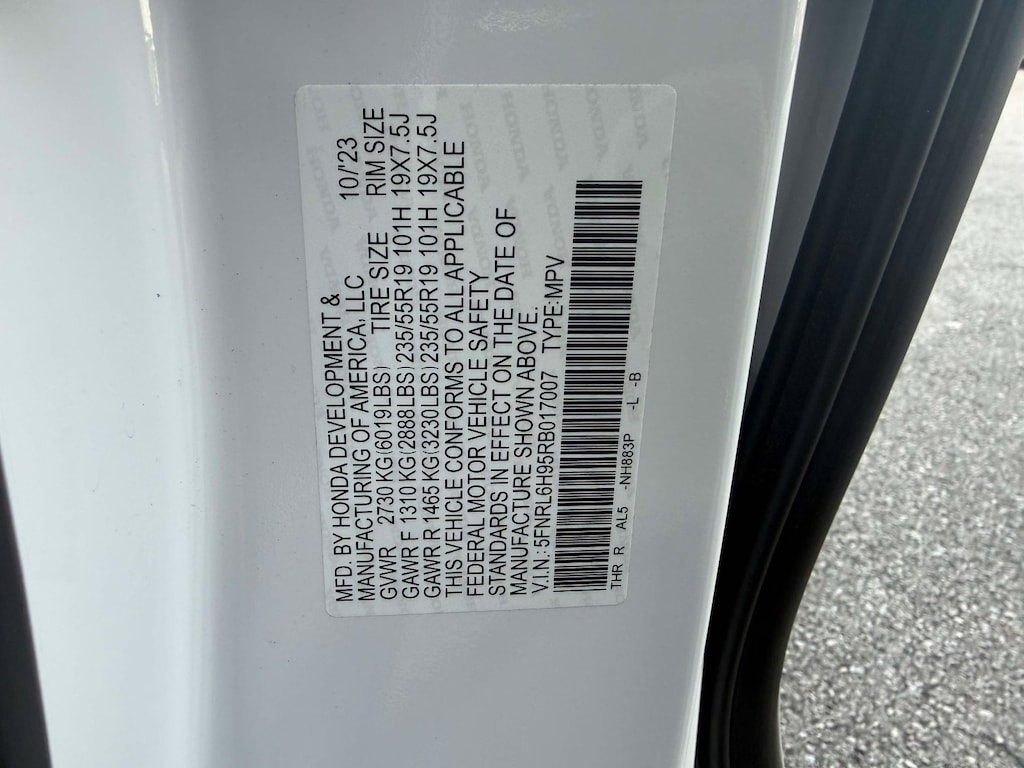 MFD. BY HONDA DEVELOPMENT & 10/'23
MANUFACTURING OF AMERICA, LLC
GVWR 2730 KG(6019LBS) TIRE SIZE RIM SIZE
GAWR F 1310 KG(2888LBS) 235/55R19 101H 19X7.5J
GAWR R 1465 KG(3230LBS) 235/55R19 101H 19X7.5J
THIS VEHICLE CONFORMS TO ALL APPLICABLE
FEDERAL MOTOR VEHICLE SAFETY
STANDARDS IN EFFECT ON THE DATE OF
MANUFACTURE SHOWN ABOVE.
V.I.N.: 5FNRL6H95RB017007 TYPE: MPV
THR R AL5 -NH883P -L -B